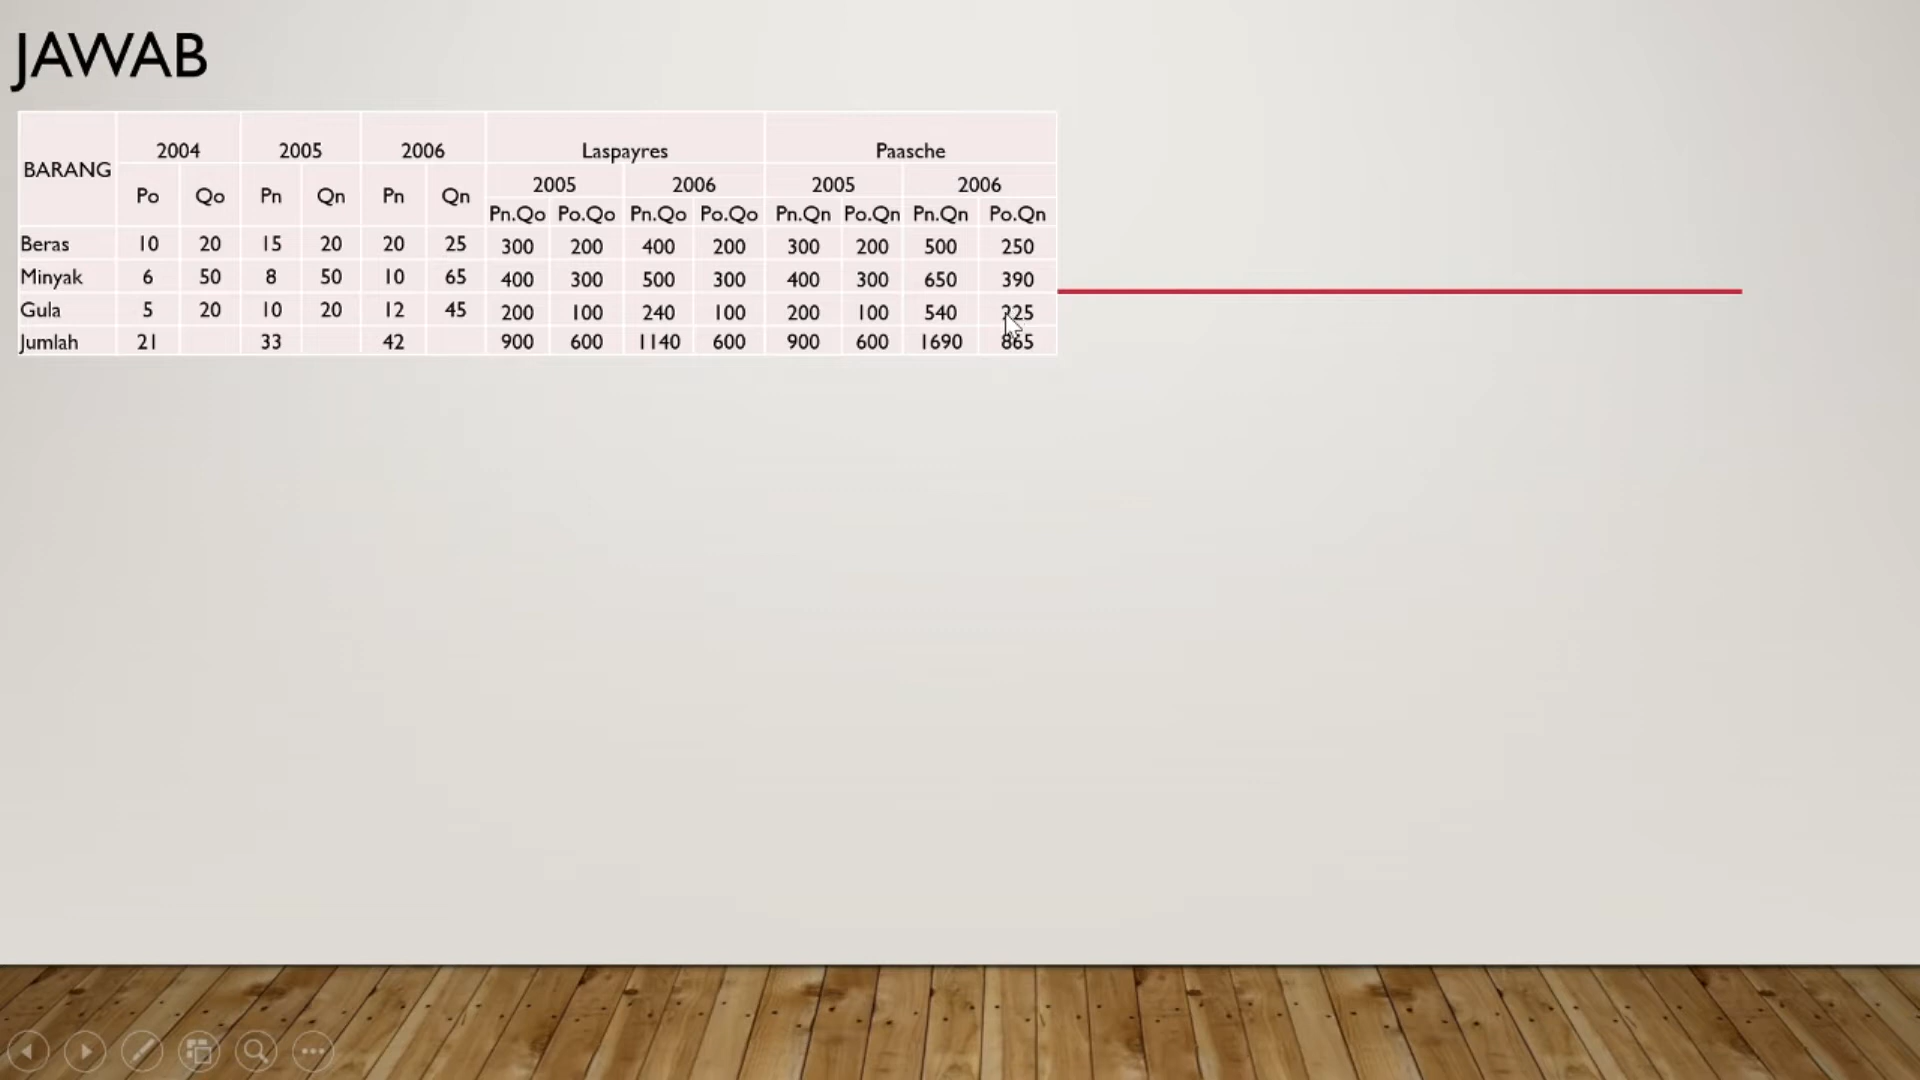 JAWAB
BARANG 2004 2005 2006 Laspayres Paasche
2005 2006 2005 2006
Po Qo Pn Qn Pn Qn Pn.Qo Po.Qo Pn.Qo Po.Qo Pn.Qn Po.Qn Pn.Qn Po.Qn
Beras 10 20 15 20 20 25 300 200 400 200 300 200 500 250
Minyak 6 50 8 50 10 65 400 300 500 300 400 300 650 390
Gula 5 20 10 20 12 45 200 100 240 100 200 100 540 225
Jumlah 21 33 42 900 600 1140 600 900 600 1690 865